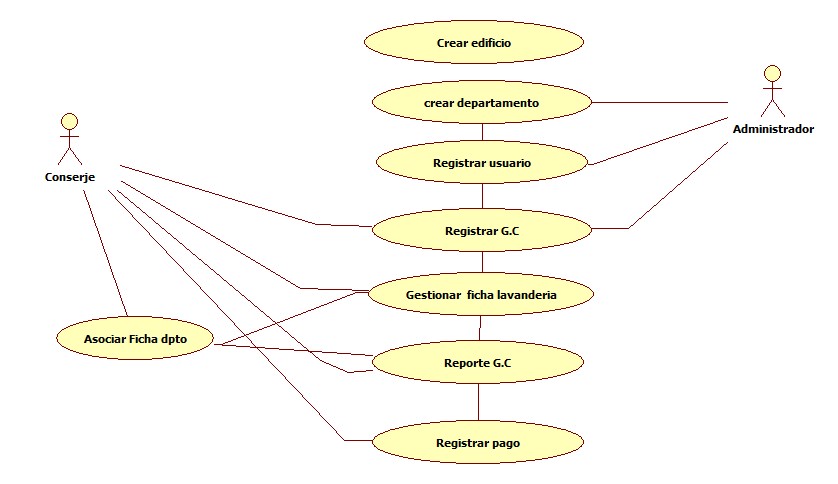 Crear edificio
crear departamento
Administrador
Registrar usuario
Conserje
Registrar G.C
Gestionar ficha lavanderia
Asociar Ficha dpto
Reporte G.C
Registrar pago